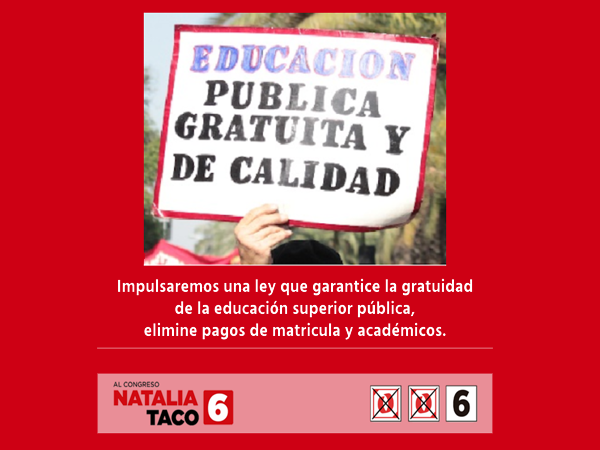 EDUCACION
PUBLICA
GRATUITA Y
DE CALIDAD
Impulsaremos una ley que garantice la gratuidad
de la educación superior pública,
elimine pagos de matricula y académicos.
AL CONGRESO
NATALIA
TACO 6
6